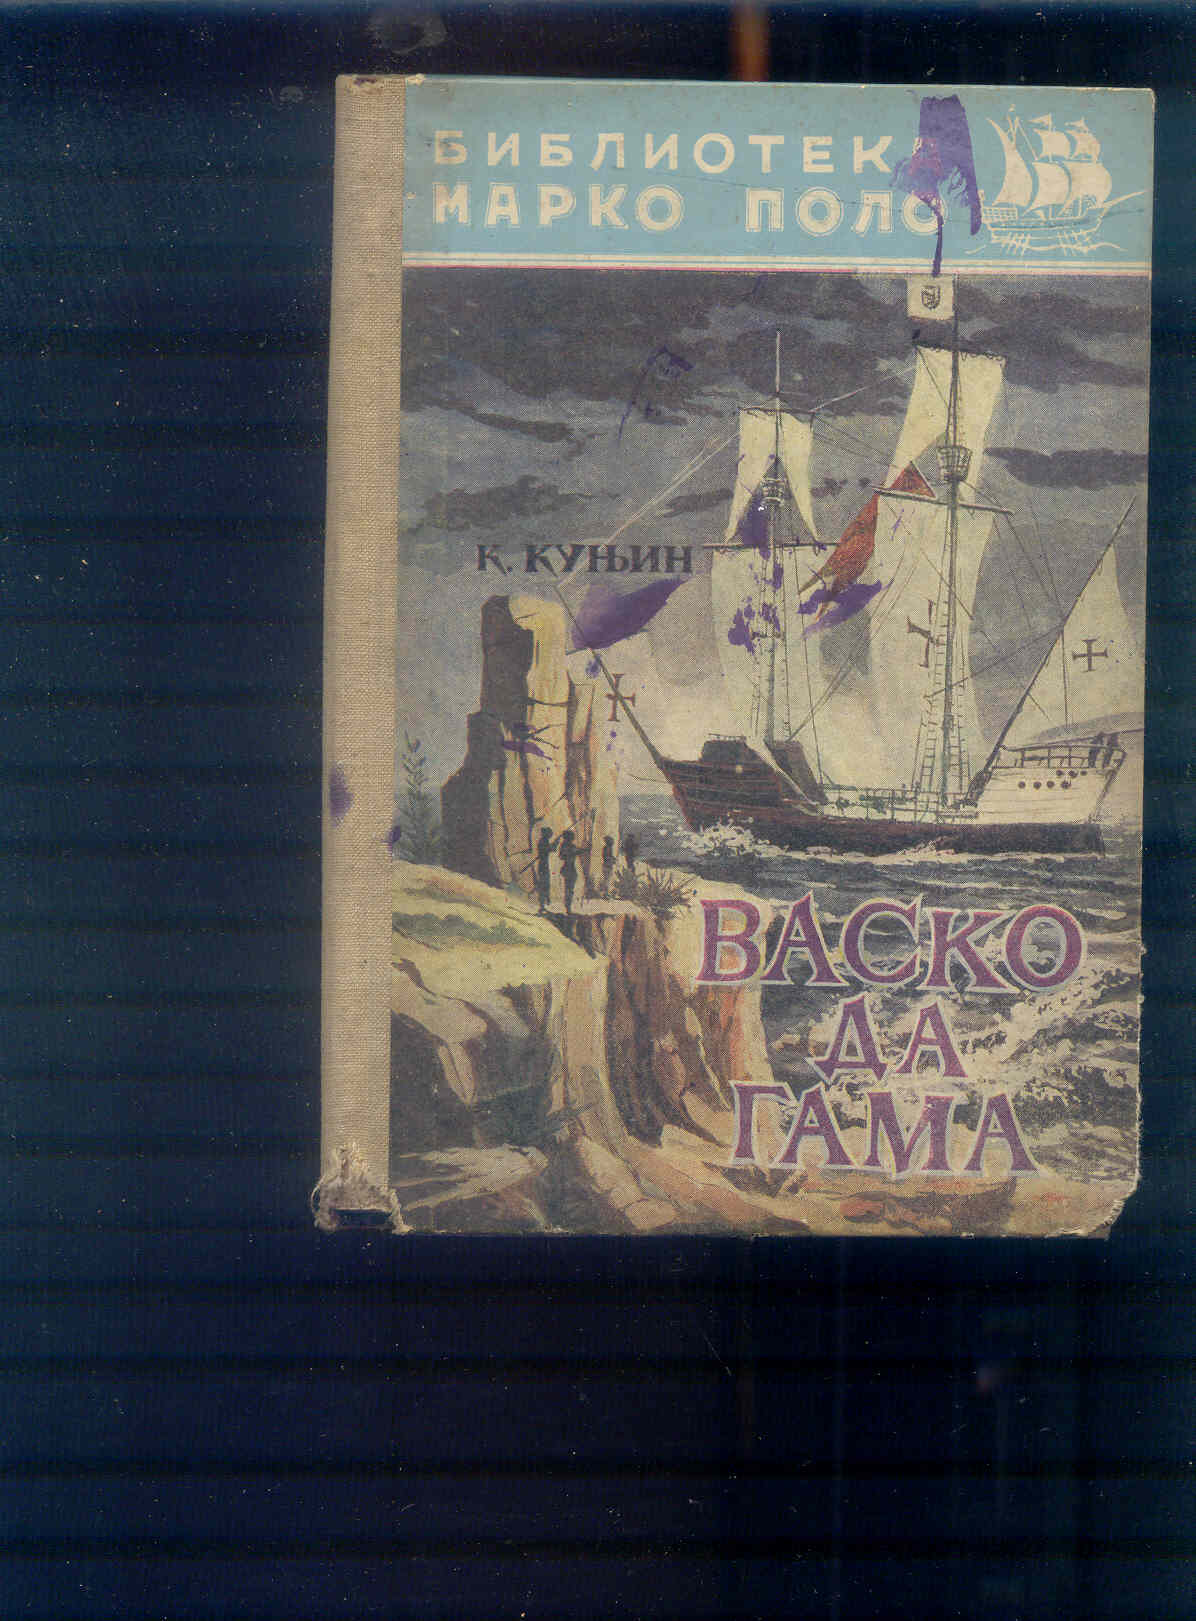 БИБЛИОТЕКА
МАРКО ПОЛО
К. КУЊИН
ВАСКО
ДА
ГАМА